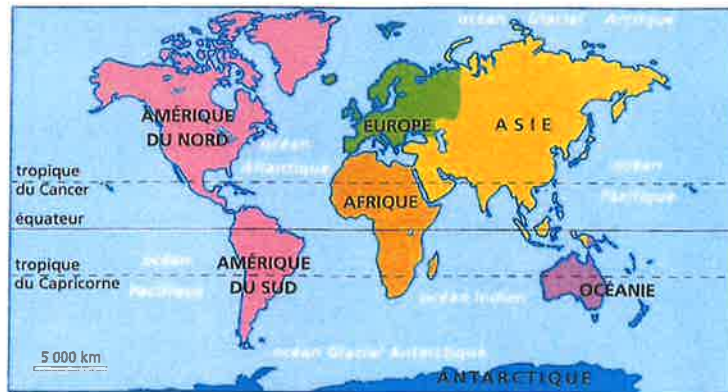 océan Glacial Arctique
AMÉRIQUE
DU NORD
EUROPE
ASIE
océan
Atlantique
océan
Pacifique
tropique
du Cancer
AFRIQUE
équateur
tropique
du Capricorne
océan
Pacifique
AMÉRIQUE
DU SUD
océan Indien
OCÉANIE
5 000 km
océan Glacial Antarctique
ANTARCTIQUE